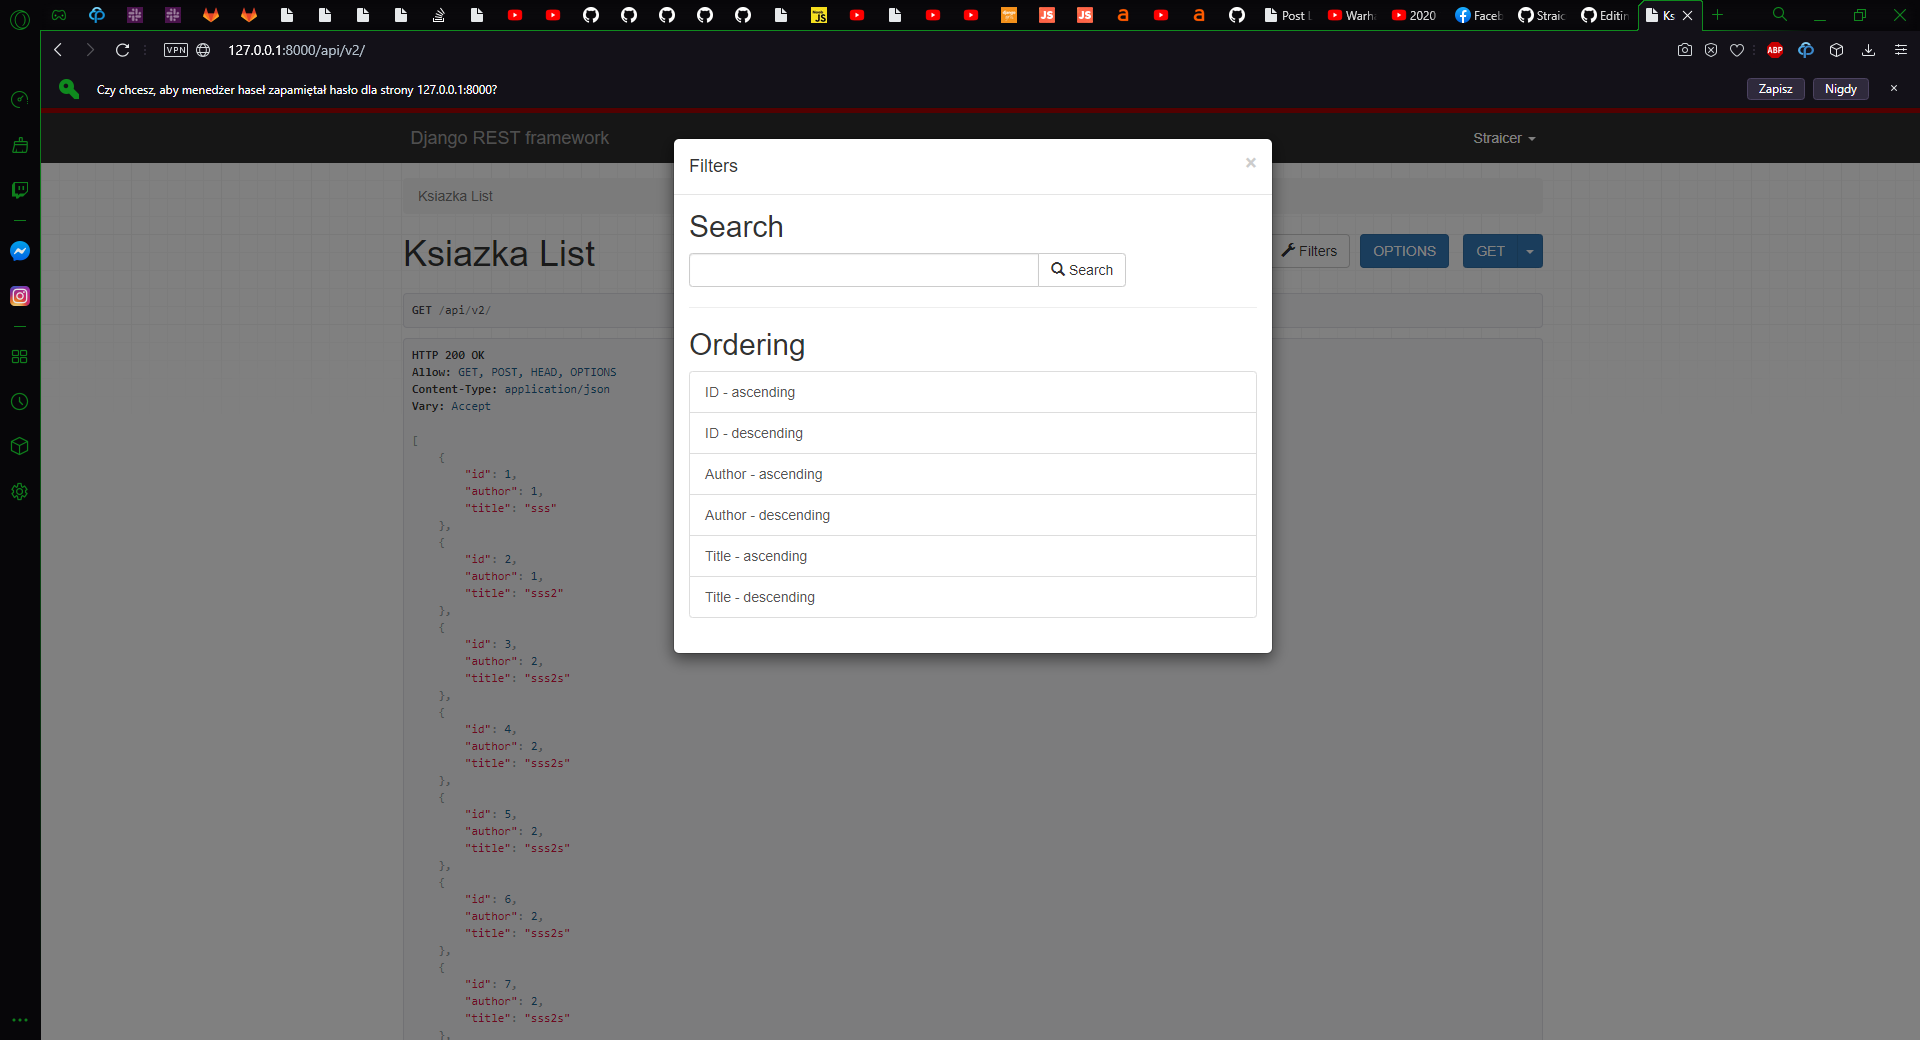 Post
Warh
2020
Faceb
Straic
Editin
Ks
VPN
127.0.0.1:8000/api/v2/
ABP
Czy chcesz, aby menedżer haseł zapamiętał hasło dla strony 127.0.0.1:8000?
Zapisz
Nigdy
Django REST framework
Straicer
Ksiazka List
Ksiazka List
Filters
OPTIONS
GET
GET /api/v2/
HTTP 200 OK
Allow: GET, POST, HEAD, OPTIONS
Content-Type: application/json
Vary: Accept
[
{
"id": 1,
"author": 1,
"title": "sss"
},
{
"id": 2,
"author": 1,
"title": "sss2"
},
{
"id": 3,
"author": 2,
"title": "sss2s"
},
{
"id": 4,
"author": 2,
"title": "sss2s"
},
{
"id": 5,
"author": 2,
"title": "sss2s"
},
{
"id": 6,
"author": 2,
"title": "sss2s"
},
{
"id": 7,
"author": 2,
"title": "sss2s"
},
Filters
×
Search
Search
Ordering
ID - ascending
ID - descending
Author - ascending
Author - descending
Title - ascending
Title - descending